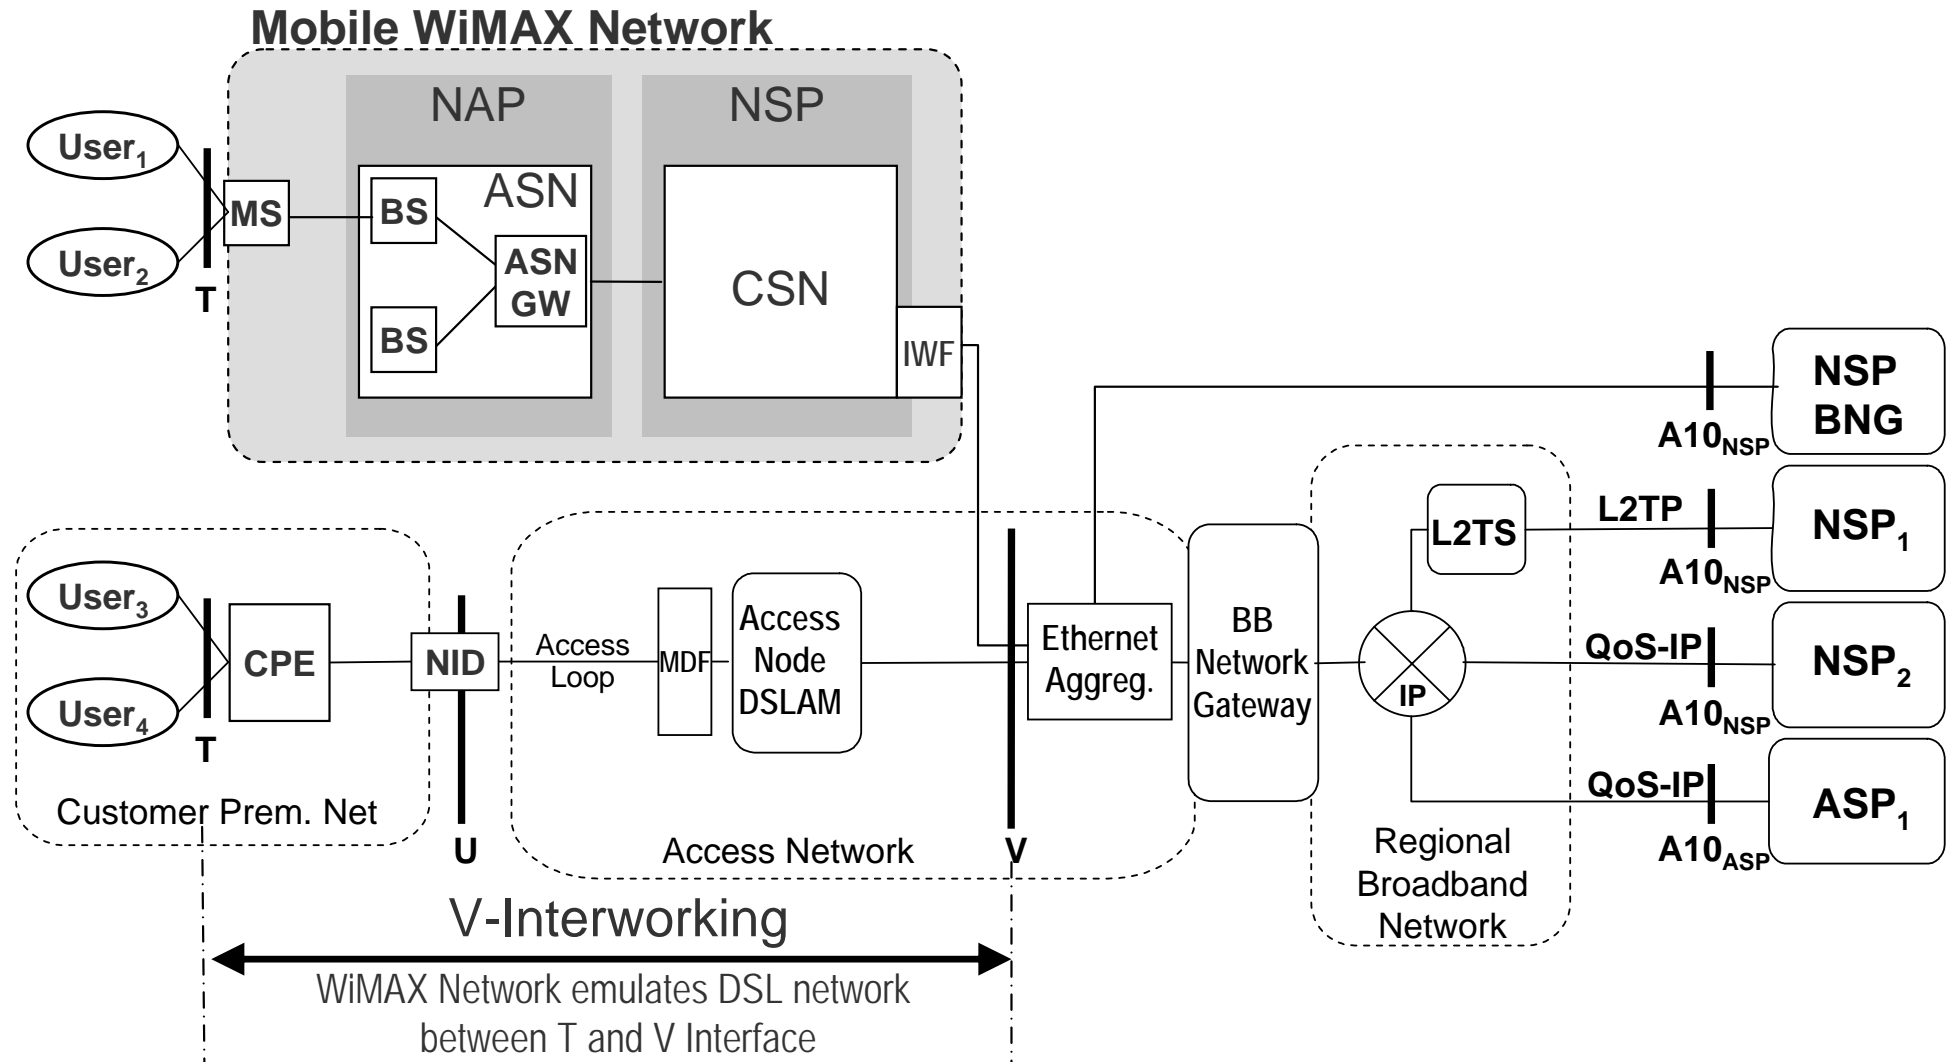 Mobile WiMAX Network
NAP
NSP
User1
User2
T
MS
BS
BS
ASN
ASN
GW
CSN
IWF
NSP
BNG
A10NSP
L2TS
L2TP
A10NSP
NSP1
User3
User4
T
CPE
Customer Prem. Net
NID
U
Access
Loop
MDF
Access
Node
DSLAM
Access Network
V
Ethernet
Aggreg.
BB
Network
Gateway
IP
QoS-IP
A10NSP
NSP2
QoS-IP
A10ASP
ASP1
Regional
Broadband
Network
V-Interworking
WiMAX Network emulates DSL network
between T and V Interface